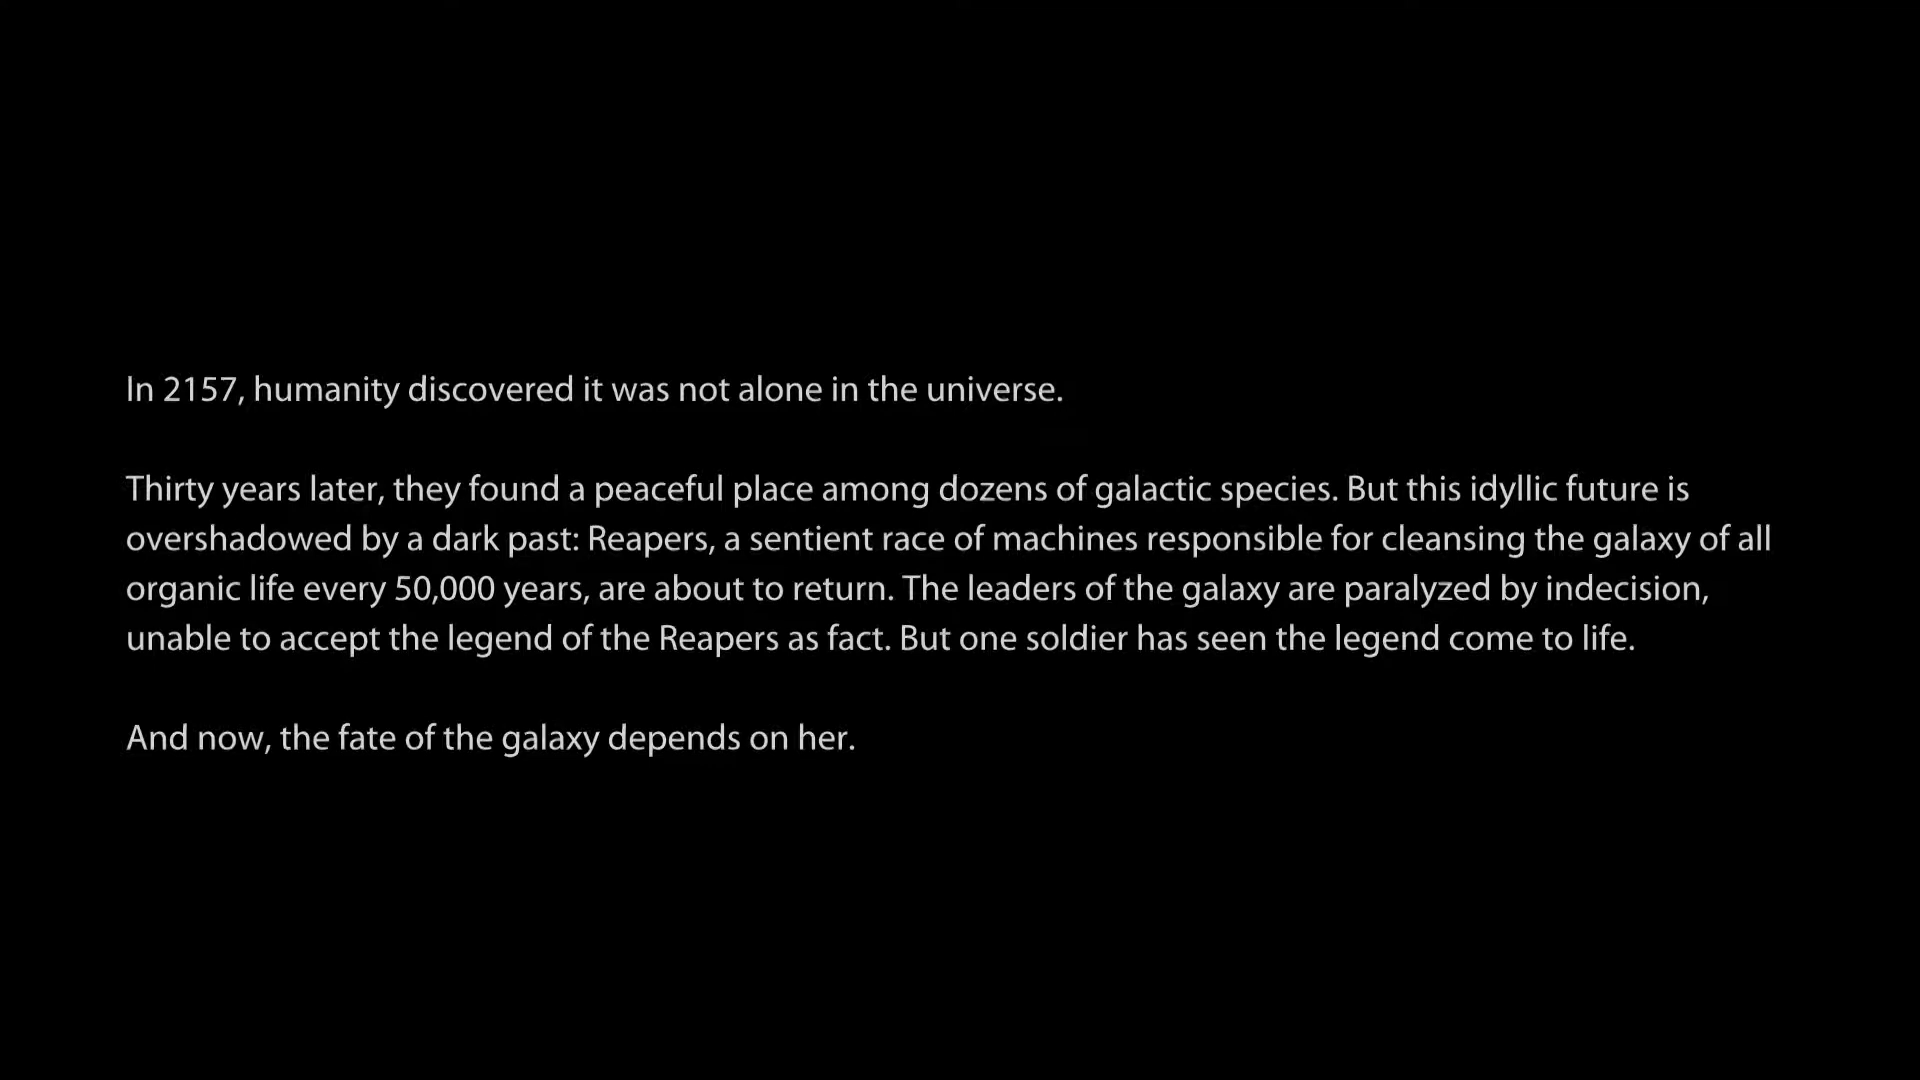 In 2157, humanity discovered it was not alone in the universe.
Thirty years later, they found a peaceful place among dozens of galactic species. But this idyllic future is
overshadowed by a dark past: Reapers, a sentient race of machines responsible for cleansing the galaxy of all
organic life every 50,000 years, are about to return. The leaders of the galaxy are paralyzed by indecision,
unable to accept the legend of the Reapers as fact. But one soldier has seen the legend come to life.
And now, the fate of the galaxy depends on her.